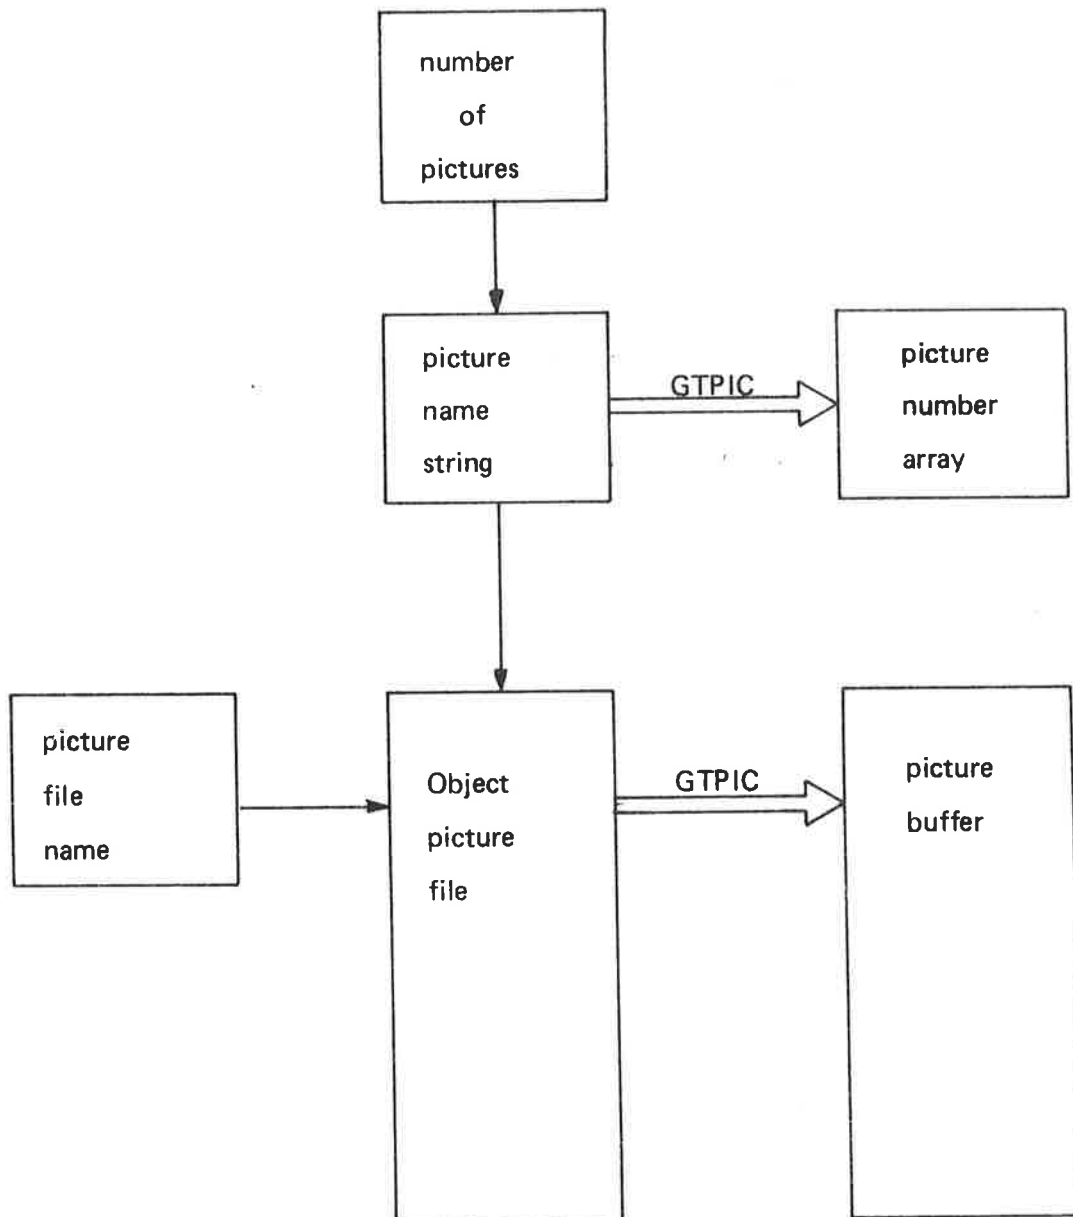 number
of
pictures
picture
name
string
GTPIC
picture
number
array
picture
file
name
Object
picture
file
GTPIC
picture
buffer